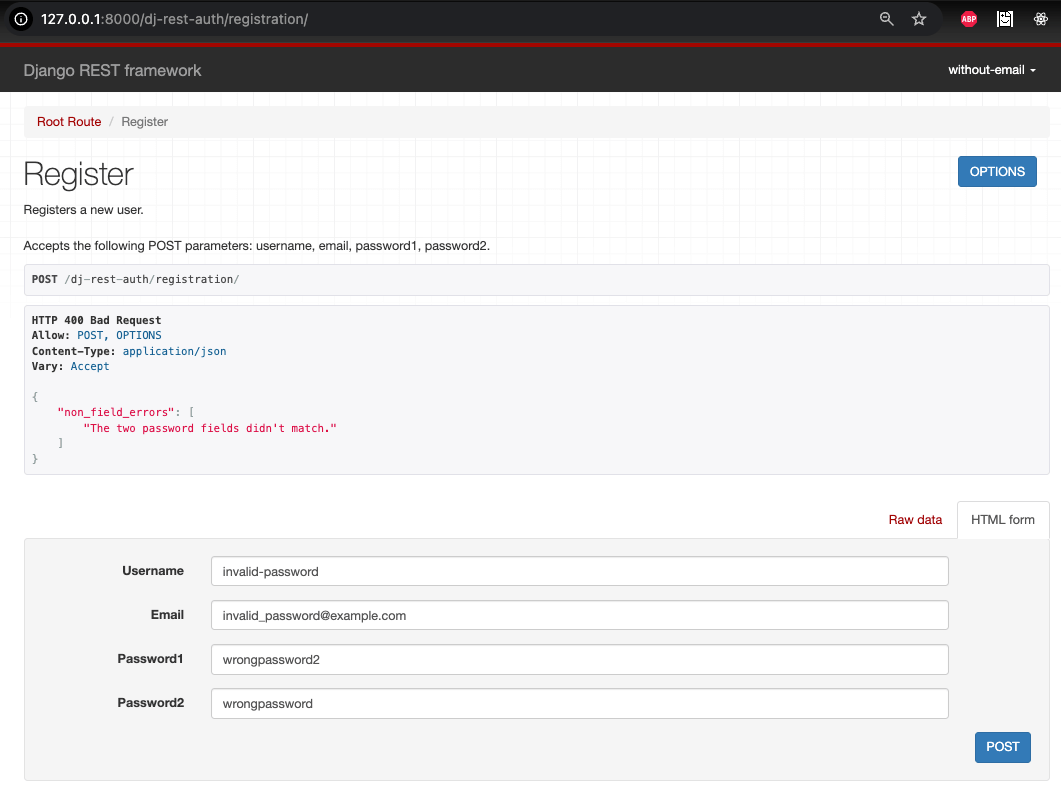 127.0.0.1:8000/dj-rest-auth/registration/
ABP
Django REST framework
without-email
Root Route / Register
Register
OPTIONS
Registers a new user.
Accepts the following POST parameters: username, email, password1, password2.
POST /dj-rest-auth/registration/
HTTP 400 Bad Request
Allow: POST, OPTIONS
Content-Type: application/json
Vary: Accept
{
"non_field_errors": [
"The two password fields didn't match."
]
}
Raw data
HTML form
Username
invalid-password
Email
invalid_password@example.com
Password1
wrongpassword2
Password2
wrongpassword
POST